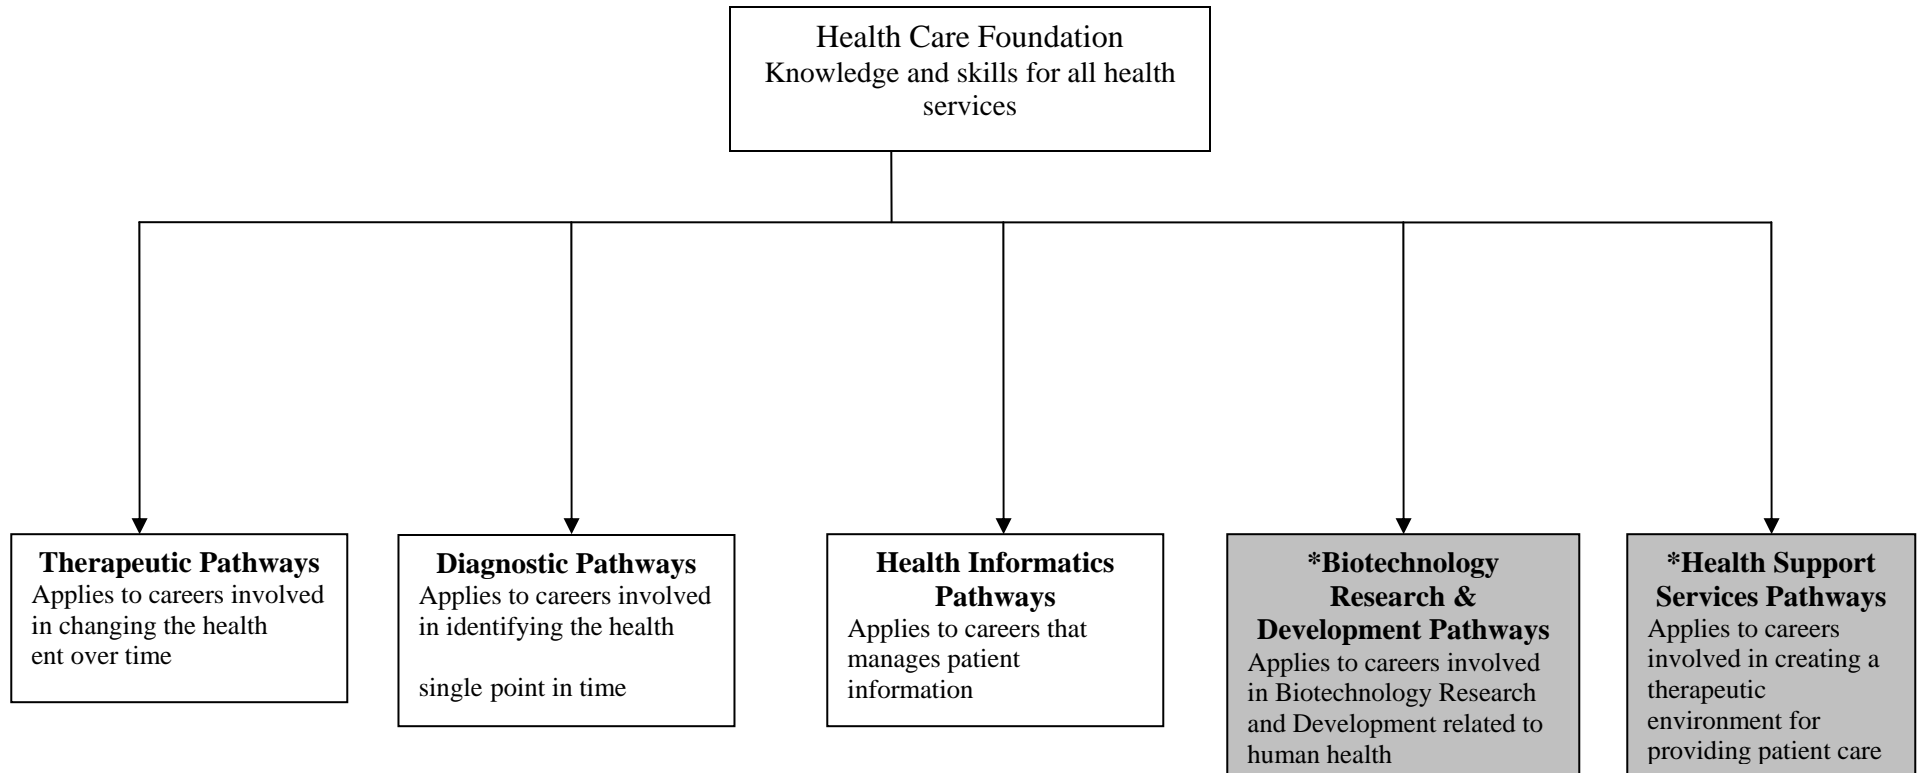 Health Care Foundation
Knowledge and skills for all health
services
Therapeutic Pathways
Applies to careers involved
in changing the health
ent over time
Diagnostic Pathways
Applies to careers involved
in identifying the health
single point in time
Health Informatics
Pathways
Applies to careers that
manages patient
information
*Biotechnology
Research &
Development Pathways
Applies to careers involved
in Biotechnology Research
and Development related to
human health
*Health Support
Services Pathways
Applies to careers
involved in creating a
therapeutic
environment for
providing patient care